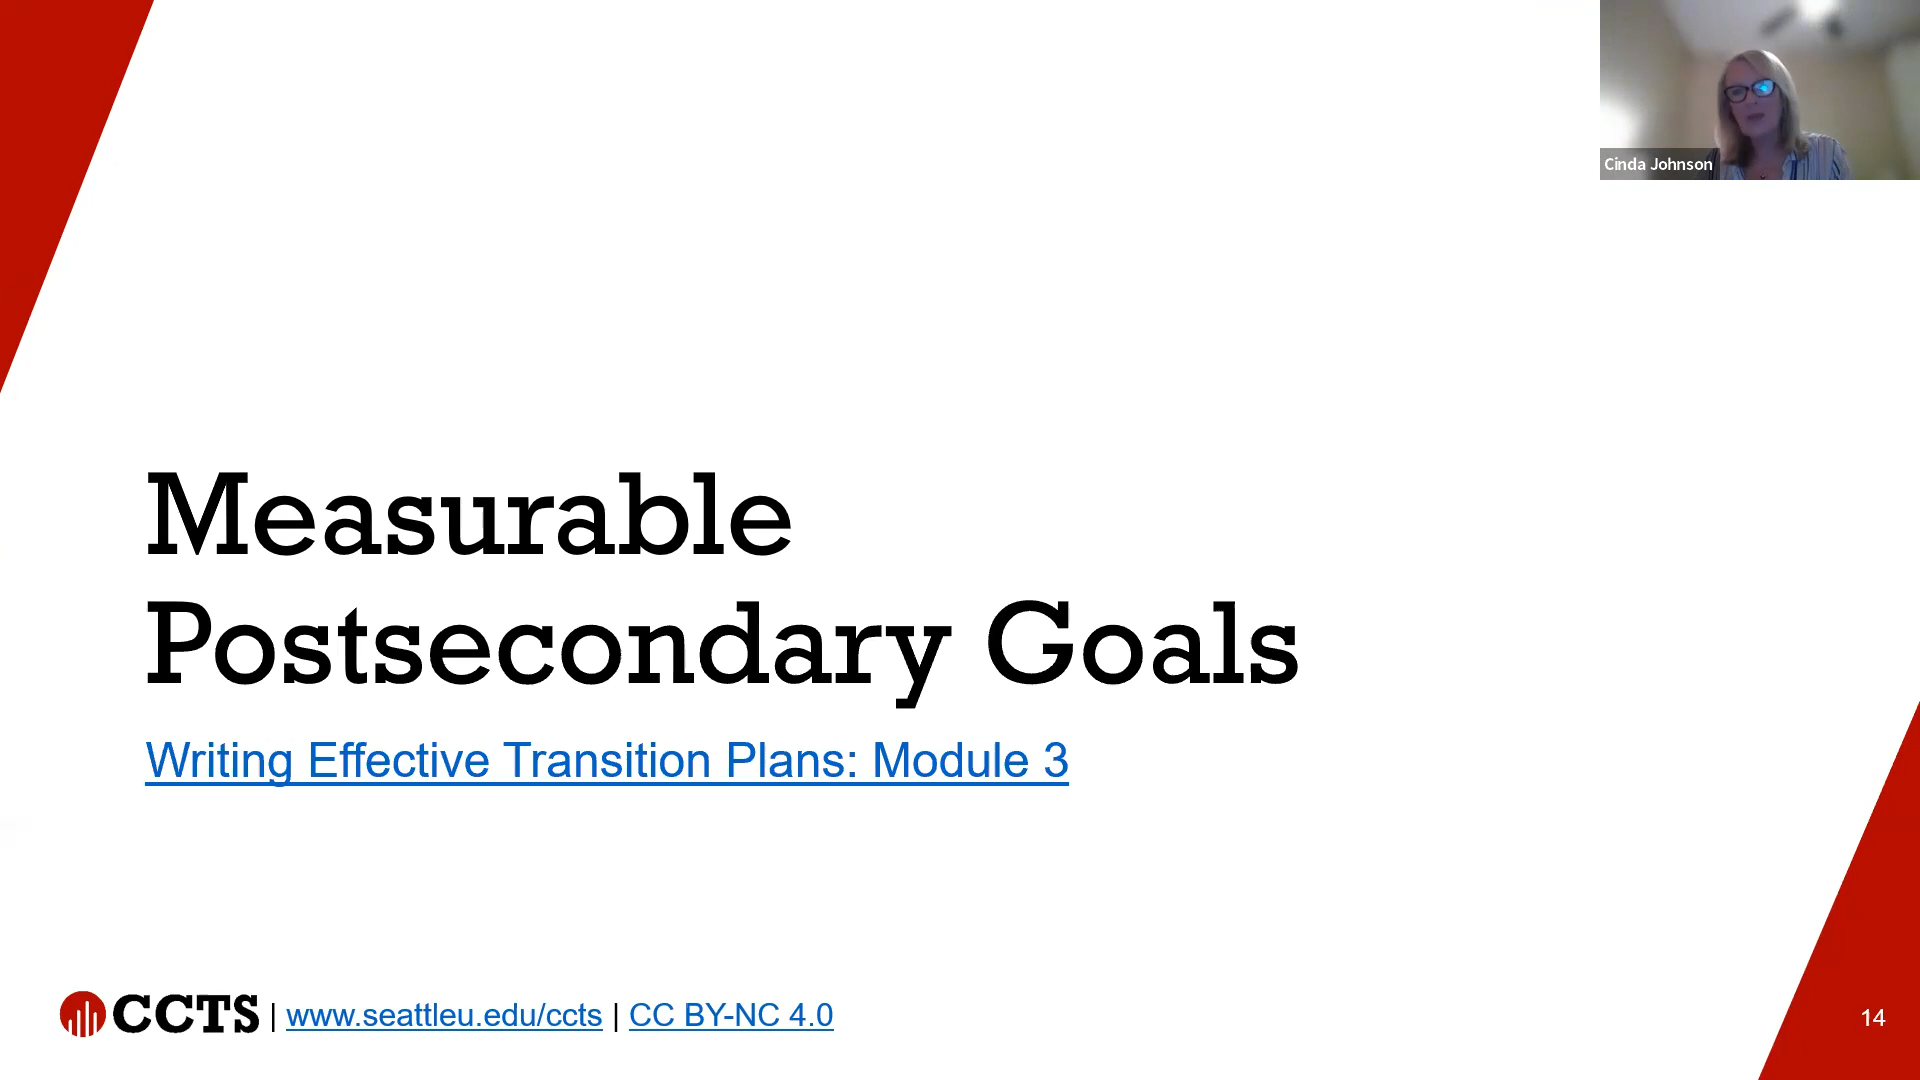 Cinda Johnson
Measurable
Postsecondary Goals
Writing Effective Transition Plans: Module 3
CCTS | www.seattleu.edu/ccts | CC BY-NC 4.0
14